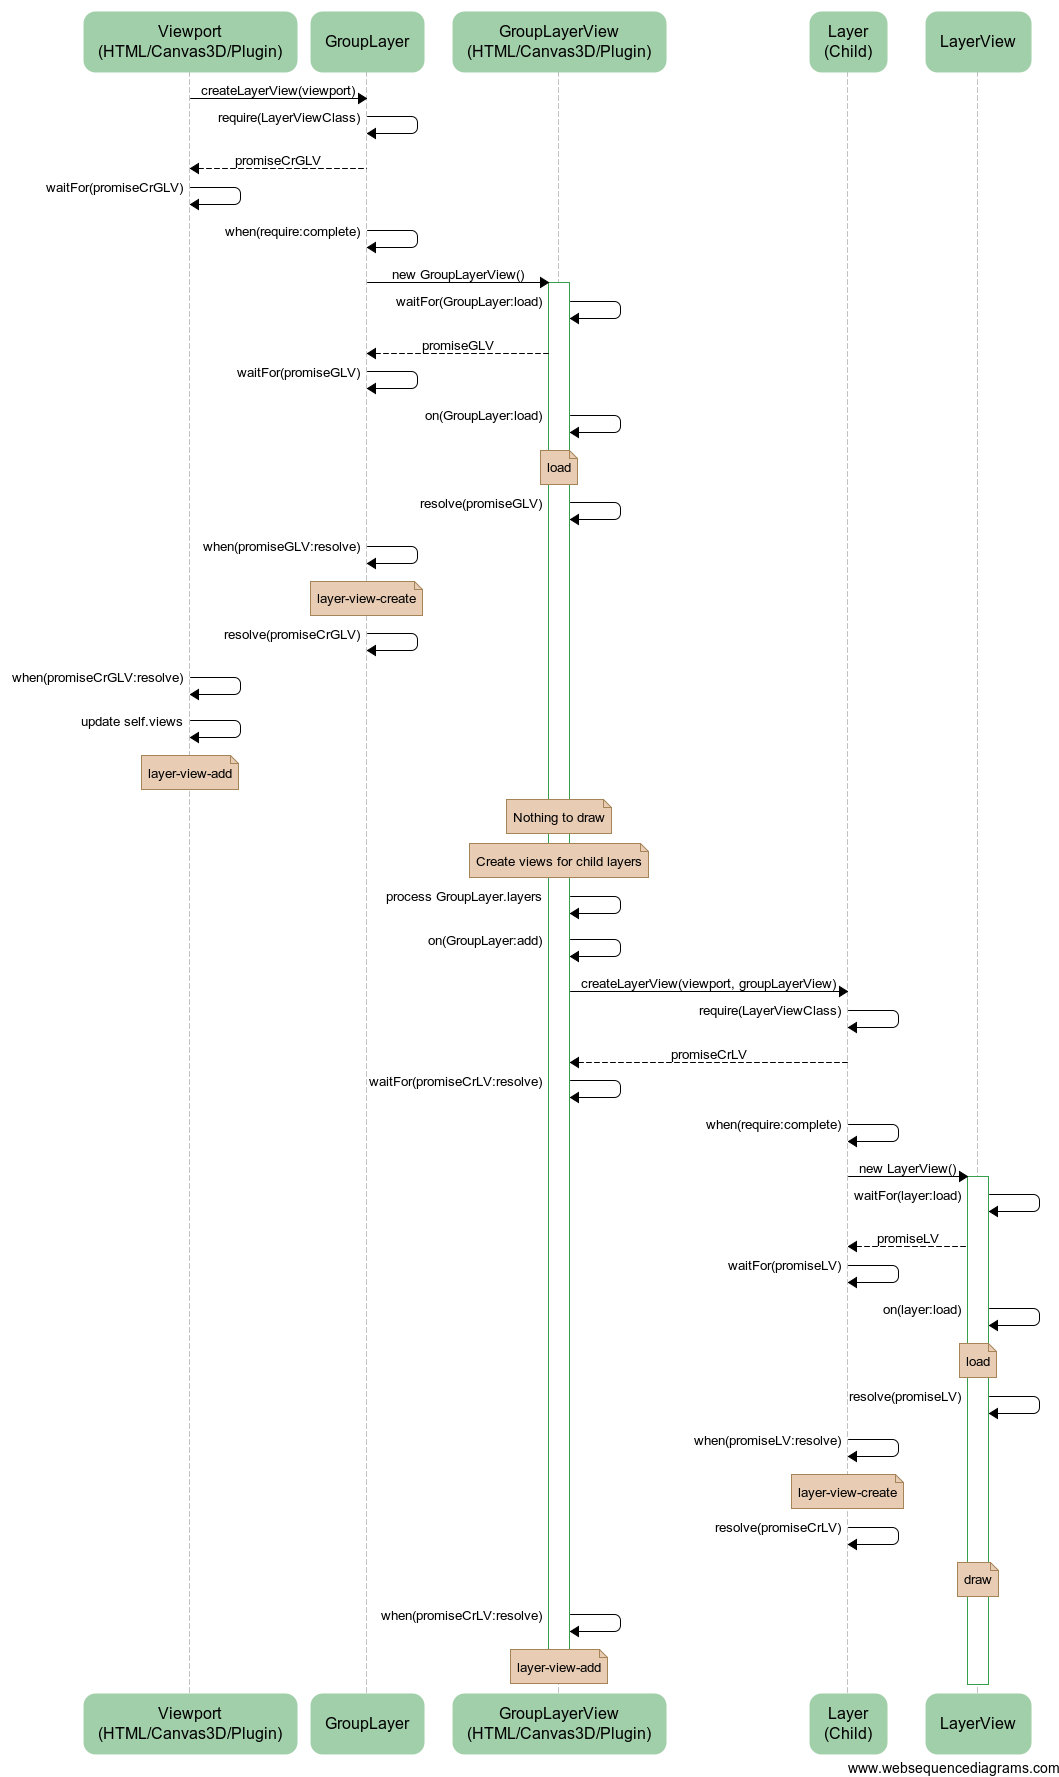 Viewport
(HTML/Canvas3D/Plugin)
GroupLayer
GroupLayerView
(HTML/Canvas3D/Plugin)
Layer
(Child)
LayerView
createLayerView(viewport)
require(LayerViewClass)
promiseCrGLV
waitFor(promiseCrGLV)
when(require:complete)
new GroupLayerView()
waitFor(GroupLayer:load)
promiseGLV
waitFor(promiseGLV)
on(GroupLayer:load)
load
resolve(promiseGLV)
when(promiseGLV:resolve)
layer-view-create
resolve(promiseCrGLV)
when(promiseCrGLV:resolve)
update self.views
layer-view-add
Nothing to draw
Create views for child layers
process GroupLayer.layers
on(GroupLayer:add)
createLayerView(viewport, groupLayerView)
require(LayerViewClass)
promiseCrLV
waitFor(promiseCrLV:resolve)
when(require:complete)
new LayerView()
waitFor(layer:load)
promiseLV
waitFor(promiseLV)
on(layer:load)
load
resolve(promiseLV)
when(promiseLV:resolve)
layer-view-create
resolve(promiseCrLV)
draw
when(promiseCrLV:resolve)
layer-view-add
Viewport
(HTML/Canvas3D/Plugin)
GroupLayer
GroupLayerView
(HTML/Canvas3D/Plugin)
Layer
(Child)
LayerView
www.websequencediagrams.com